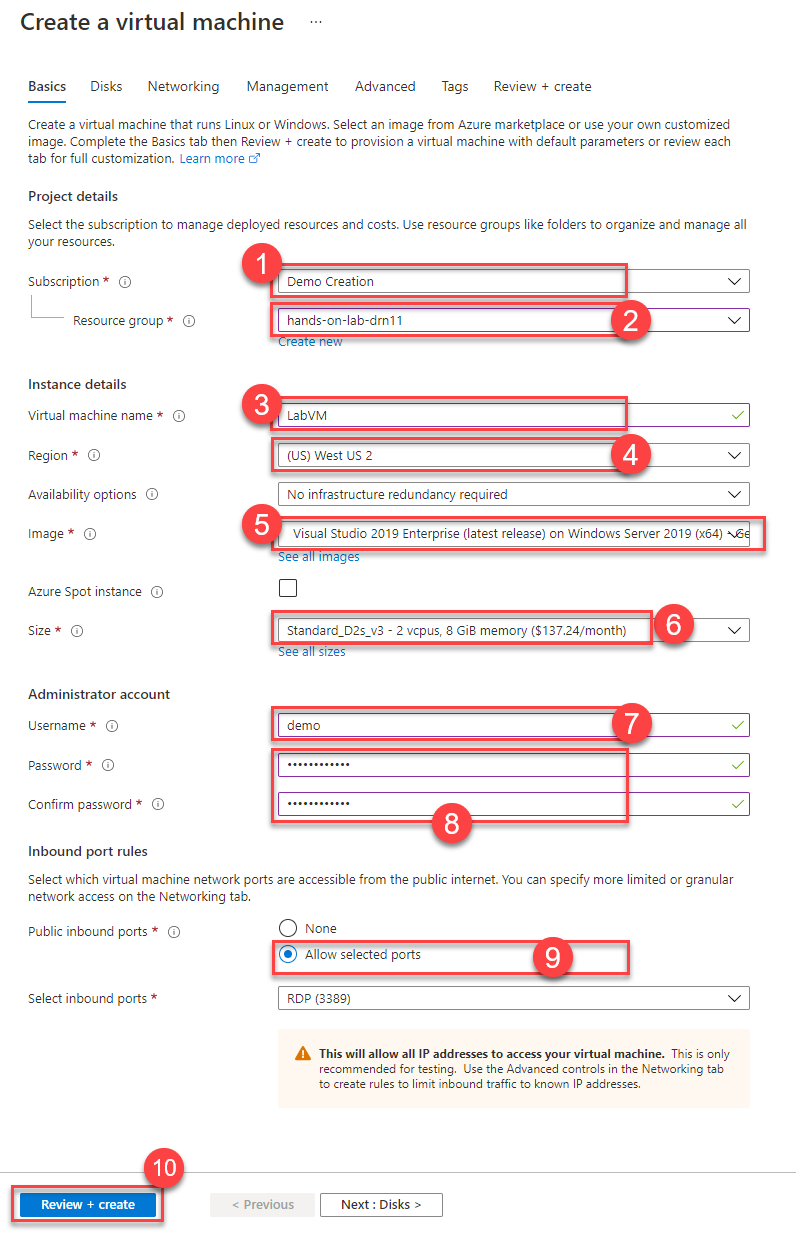 Create a virtual machine ...
Basics Disks Networking Management Advanced Tags Review + create
Create a virtual machine that runs Linux or Windows. Select an image from Azure marketplace or use your own customized
image. Complete the Basics tab then Review + create to provision a virtual machine with default parameters or review each
tab for full customization. Learn more
Project details
Select the subscription to manage deployed resources and costs. Use resource groups like folders to organize and manage all
your resources.
1
Subscription * Demo Creation
Resource group * hands-on-lab-drn11 2
Create new
Instance details
3
Virtual machine name * LabVM
Region * (US) West US 2 4
Availability options No infrastructure redundancy required
5
Image * Visual Studio 2019 Enterprise (latest release) on Windows Server 2019 (x64) - Ge
See all images
Azure Spot instance
Size * Standard_D2s_v3 - 2 vcpus, 8 GiB memory ($137.24/month) 6
See all sizes
Administrator account
Username * demo 7
Password * ••••••••••••
Confirm password * ••••••••••••
8
Inbound port rules
Select which virtual machine network ports are accessible from the public internet. You can specify more limited or granular
network access on the Networking tab.
Public inbound ports * None
Allow selected ports 9
Select inbound ports * RDP (3389)
This will allow all IP addresses to access your virtual machine. This is only
recommended for testing. Use the Advanced controls in the Networking tab
to create rules to limit inbound traffic to known IP addresses.
10
Review + create < Previous Next : Disks >